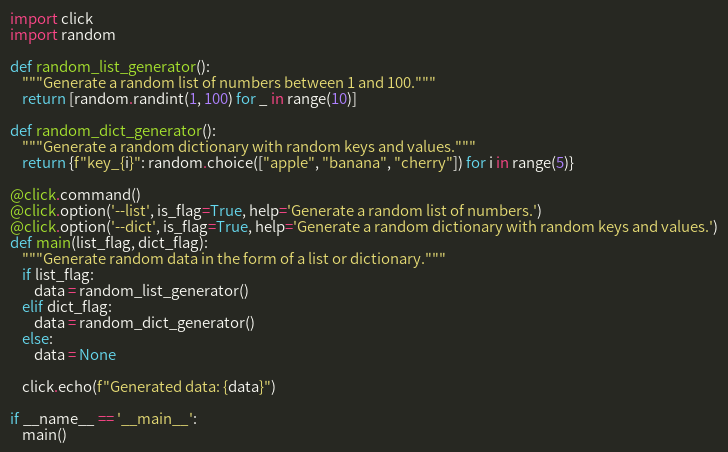 import click
import random

def random_list_generator():
    """Generate a random list of numbers between 1 and 100."""
    return [random.randint(1, 100) for _ in range(10)]

def random_dict_generator():
    """Generate a random dictionary with random keys and values."""
    return {f"key_{i}": random.choice(["apple", "banana", "cherry"]) for i in range(5)}

@click.command()
@click.option('--list', is_flag=True, help='Generate a random list of numbers.')
@click.option('--dict', is_flag=True, help='Generate a random dictionary with random keys and values.')
def main(list_flag, dict_flag):
    """Generate random data in the form of a list or dictionary."""
    if list_flag:
        data = random_list_generator()
    elif dict_flag:
        data = random_dict_generator()
    else:
        data = None

    click.echo(f"Generated data: {data}")

if __name__ == '__main__':
    main()